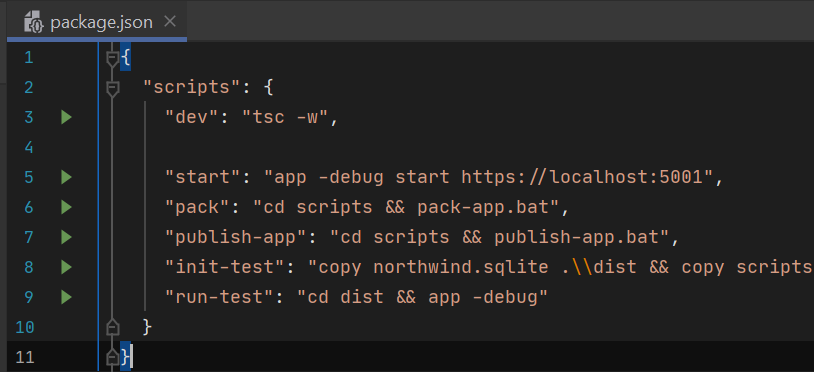 package.json
1 {
2 "scripts": {
3 "dev": "tsc -w",
4
5 "start": "app -debug start https://localhost:5001",
6 "pack": "cd scripts && pack-app.bat",
7 "publish-app": "cd scripts && publish-app.bat",
8 "init-test": "copy northwind.sqlite .\\dist && copy scripts
9 "run-test": "cd dist && app -debug"
10 }
11 }